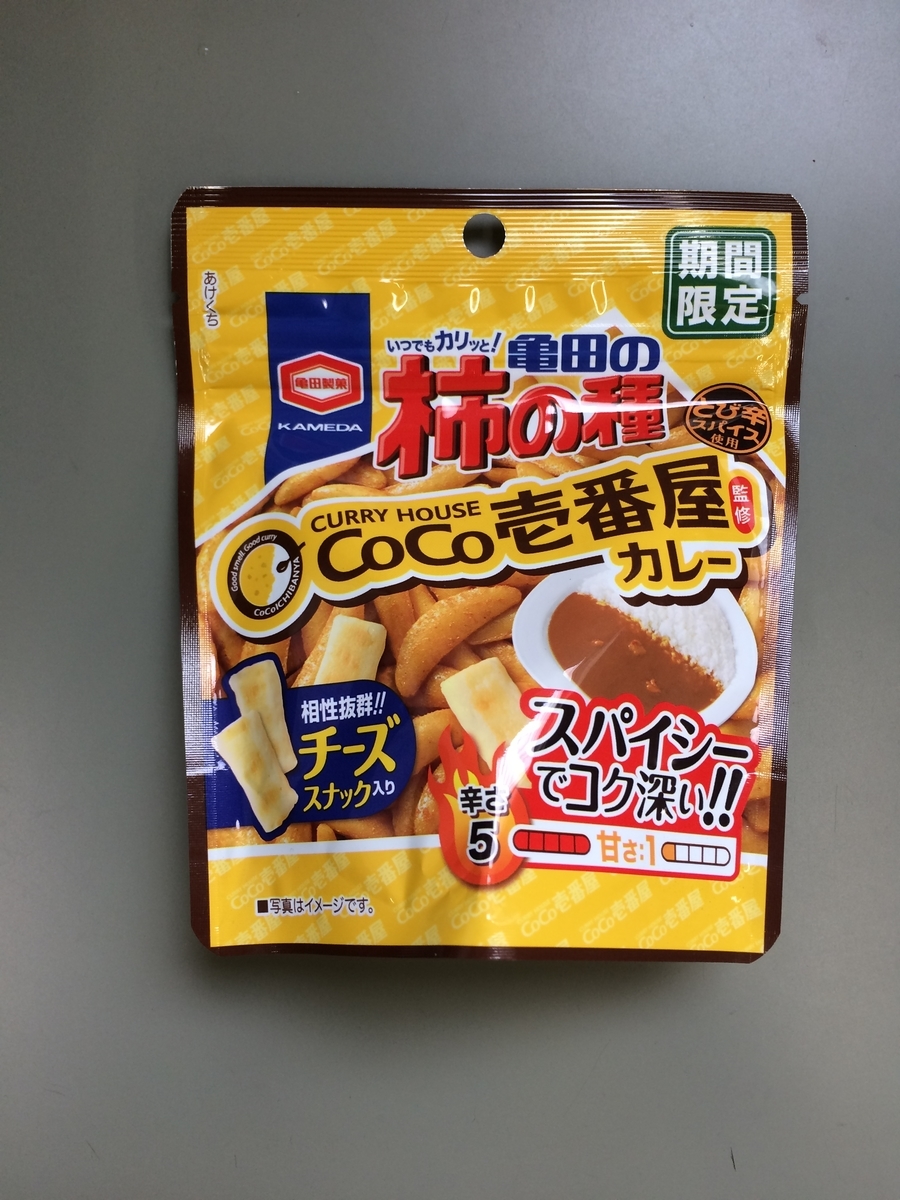 あけくち
期間
限定
亀田製菓
KAMEDA
いつでもカリッと!
亀田の
柿の種
とび辛
スパイス
使用
CURRY HOUSE
CoCo壱番屋
監修
カレー
Good smell, Good curry
CoCoICHIBANYA
相性抜群!!
チーズ
スナック入り
スパイシー
でコク深い!!
辛さ
5
甘さ:1
■写真はイメージです。